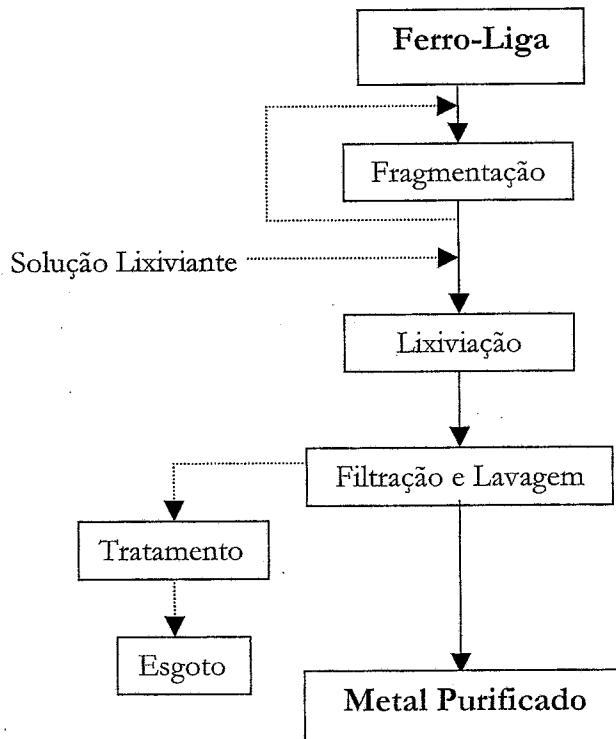 Ferro-Liga
Fragmentação
Solução Lixiviante
Lixiviação
Filtração e Lavagem
Tratamento
Esgoto
Metal Purificado